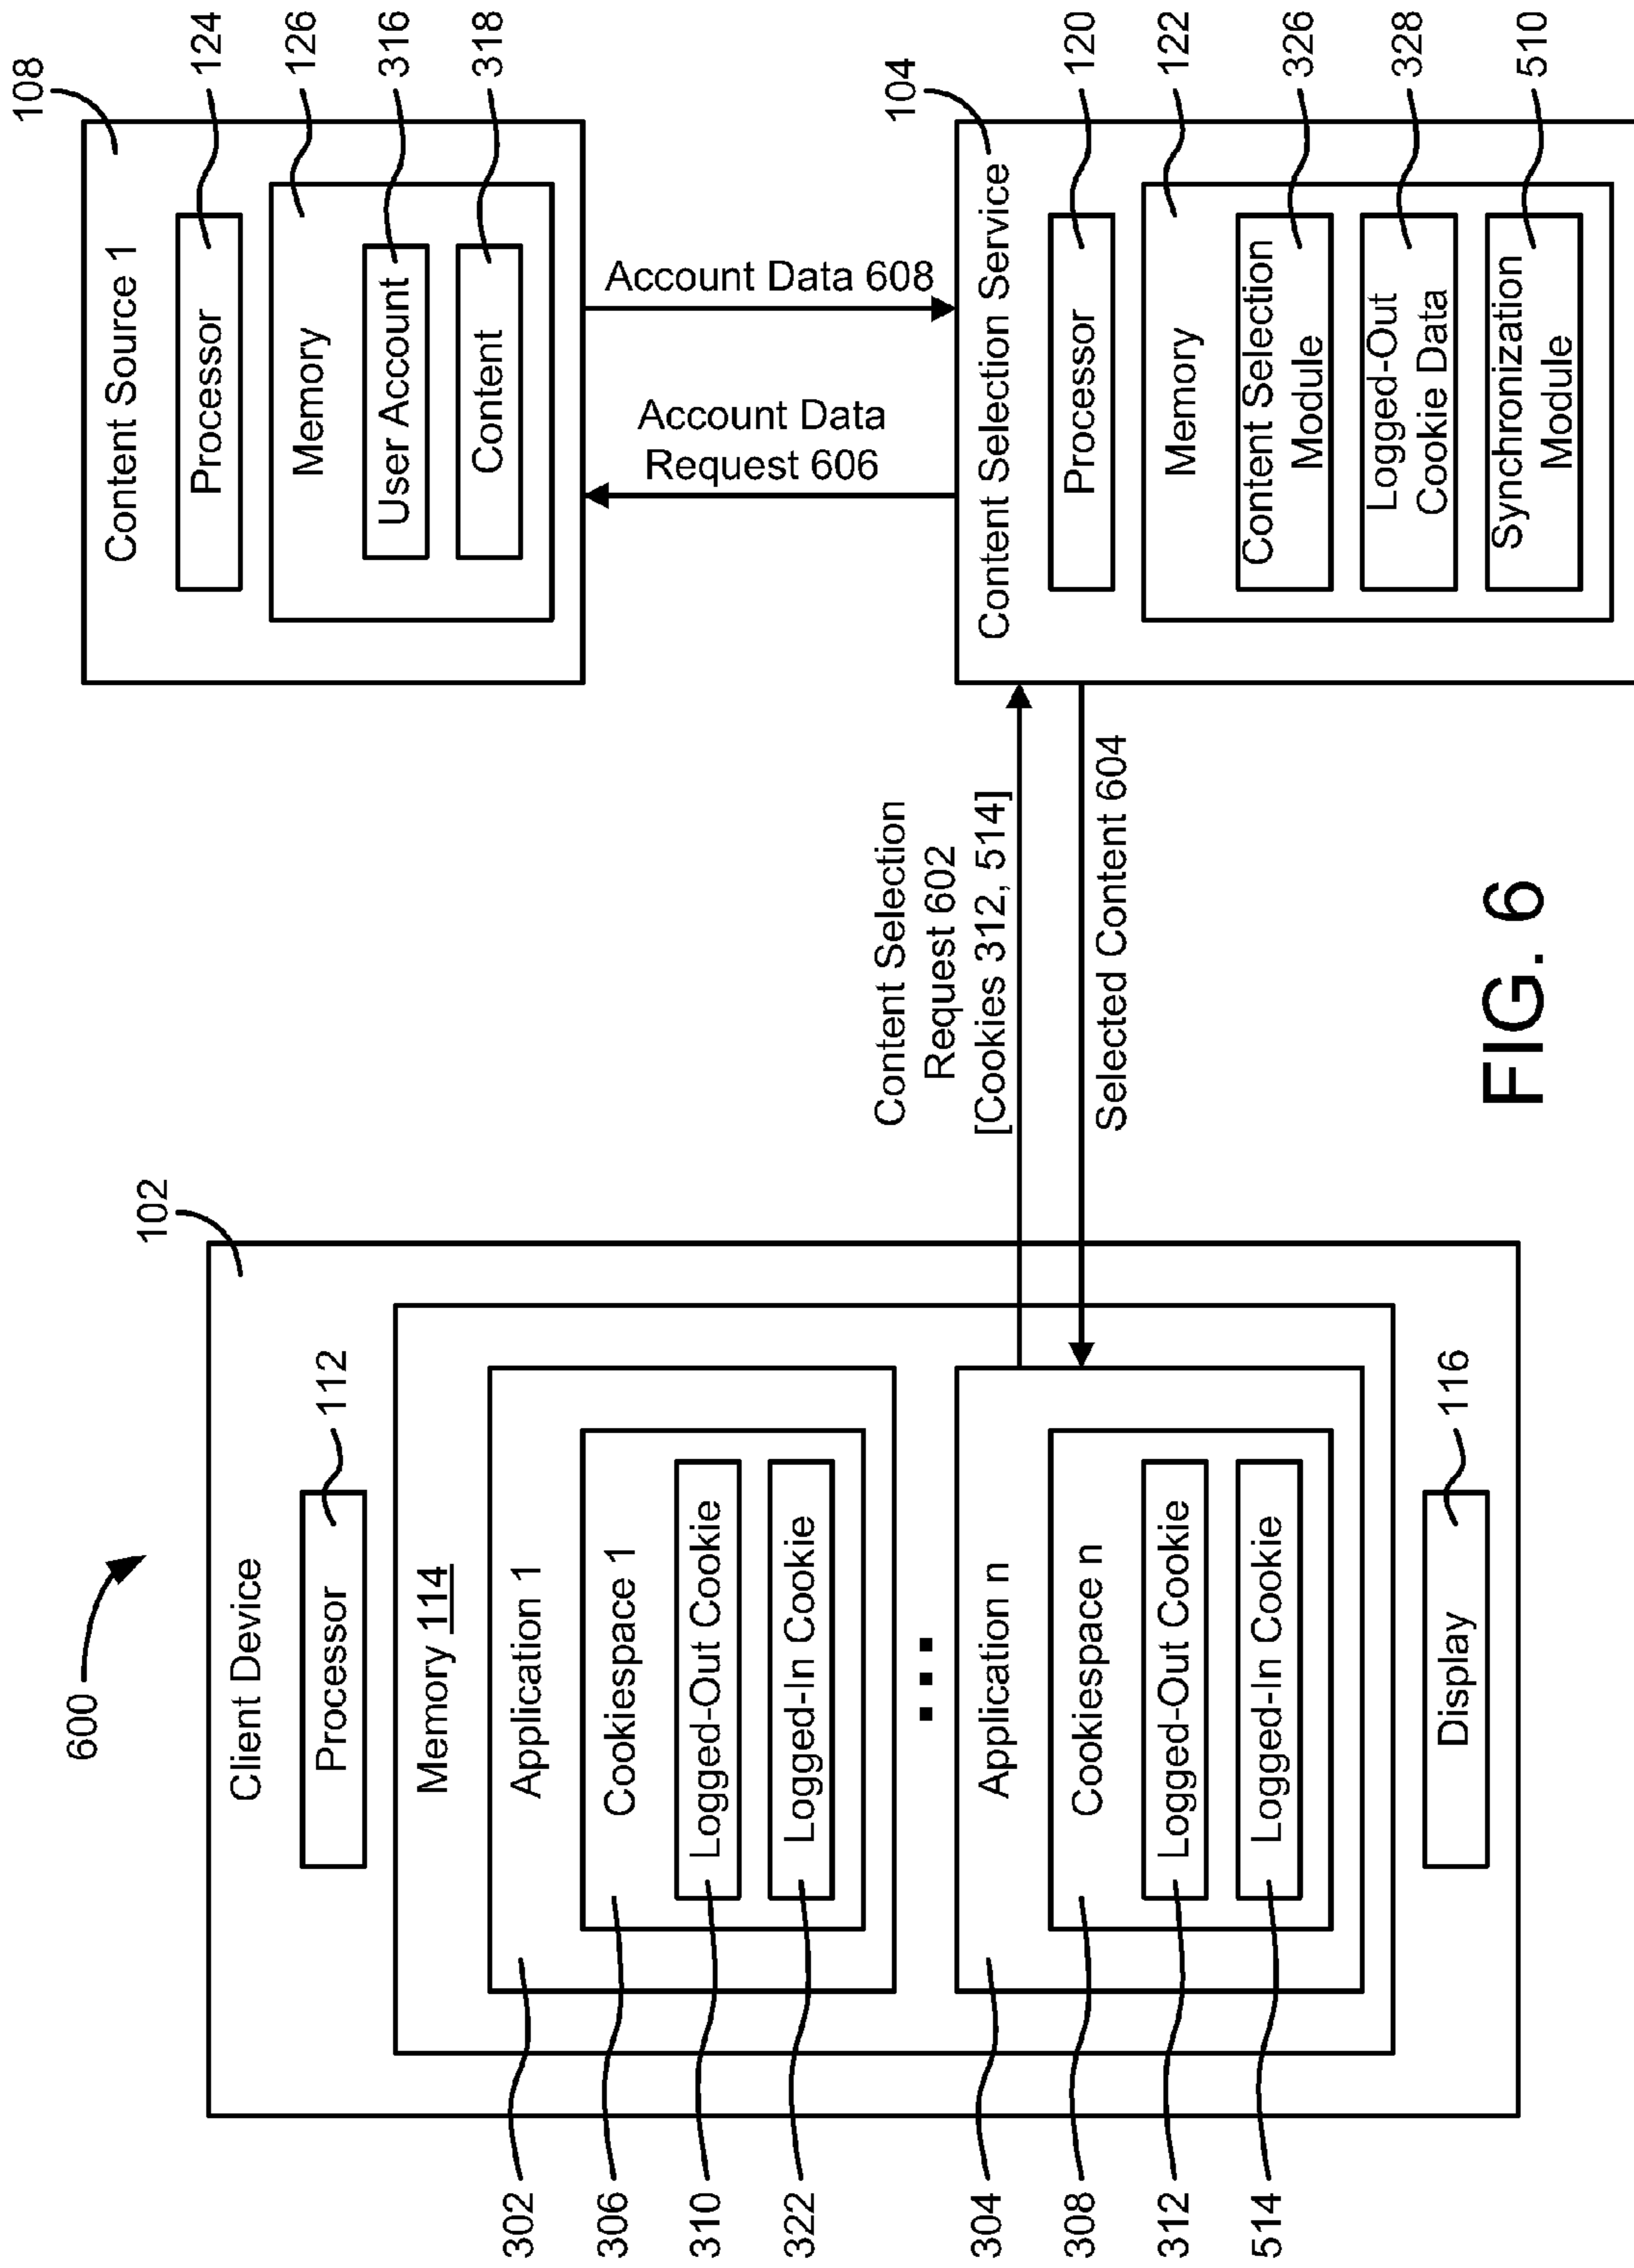 600
Client Device
102
Processor
112
Memory 114
Application 1
302
Cookiespace 1
306
Logged-Out Cookie
310
Logged-In Cookie
322
...
Application n
304
Cookiespace n
308
Logged-Out Cookie
312
Logged-In Cookie
514
Display
116
Content Selection
Request 602
[Cookies 312, 514]
Selected Content 604
108
Content Source 1
Processor
124
Memory
126
User Account
316
Content
318
Account Data
Request 606
Account Data 608
104
Content Selection Service
Processor
120
Memory
122
Content Selection
Module
326
Logged-Out
Cookie Data
328
Synchronization
Module
510
FIG. 6